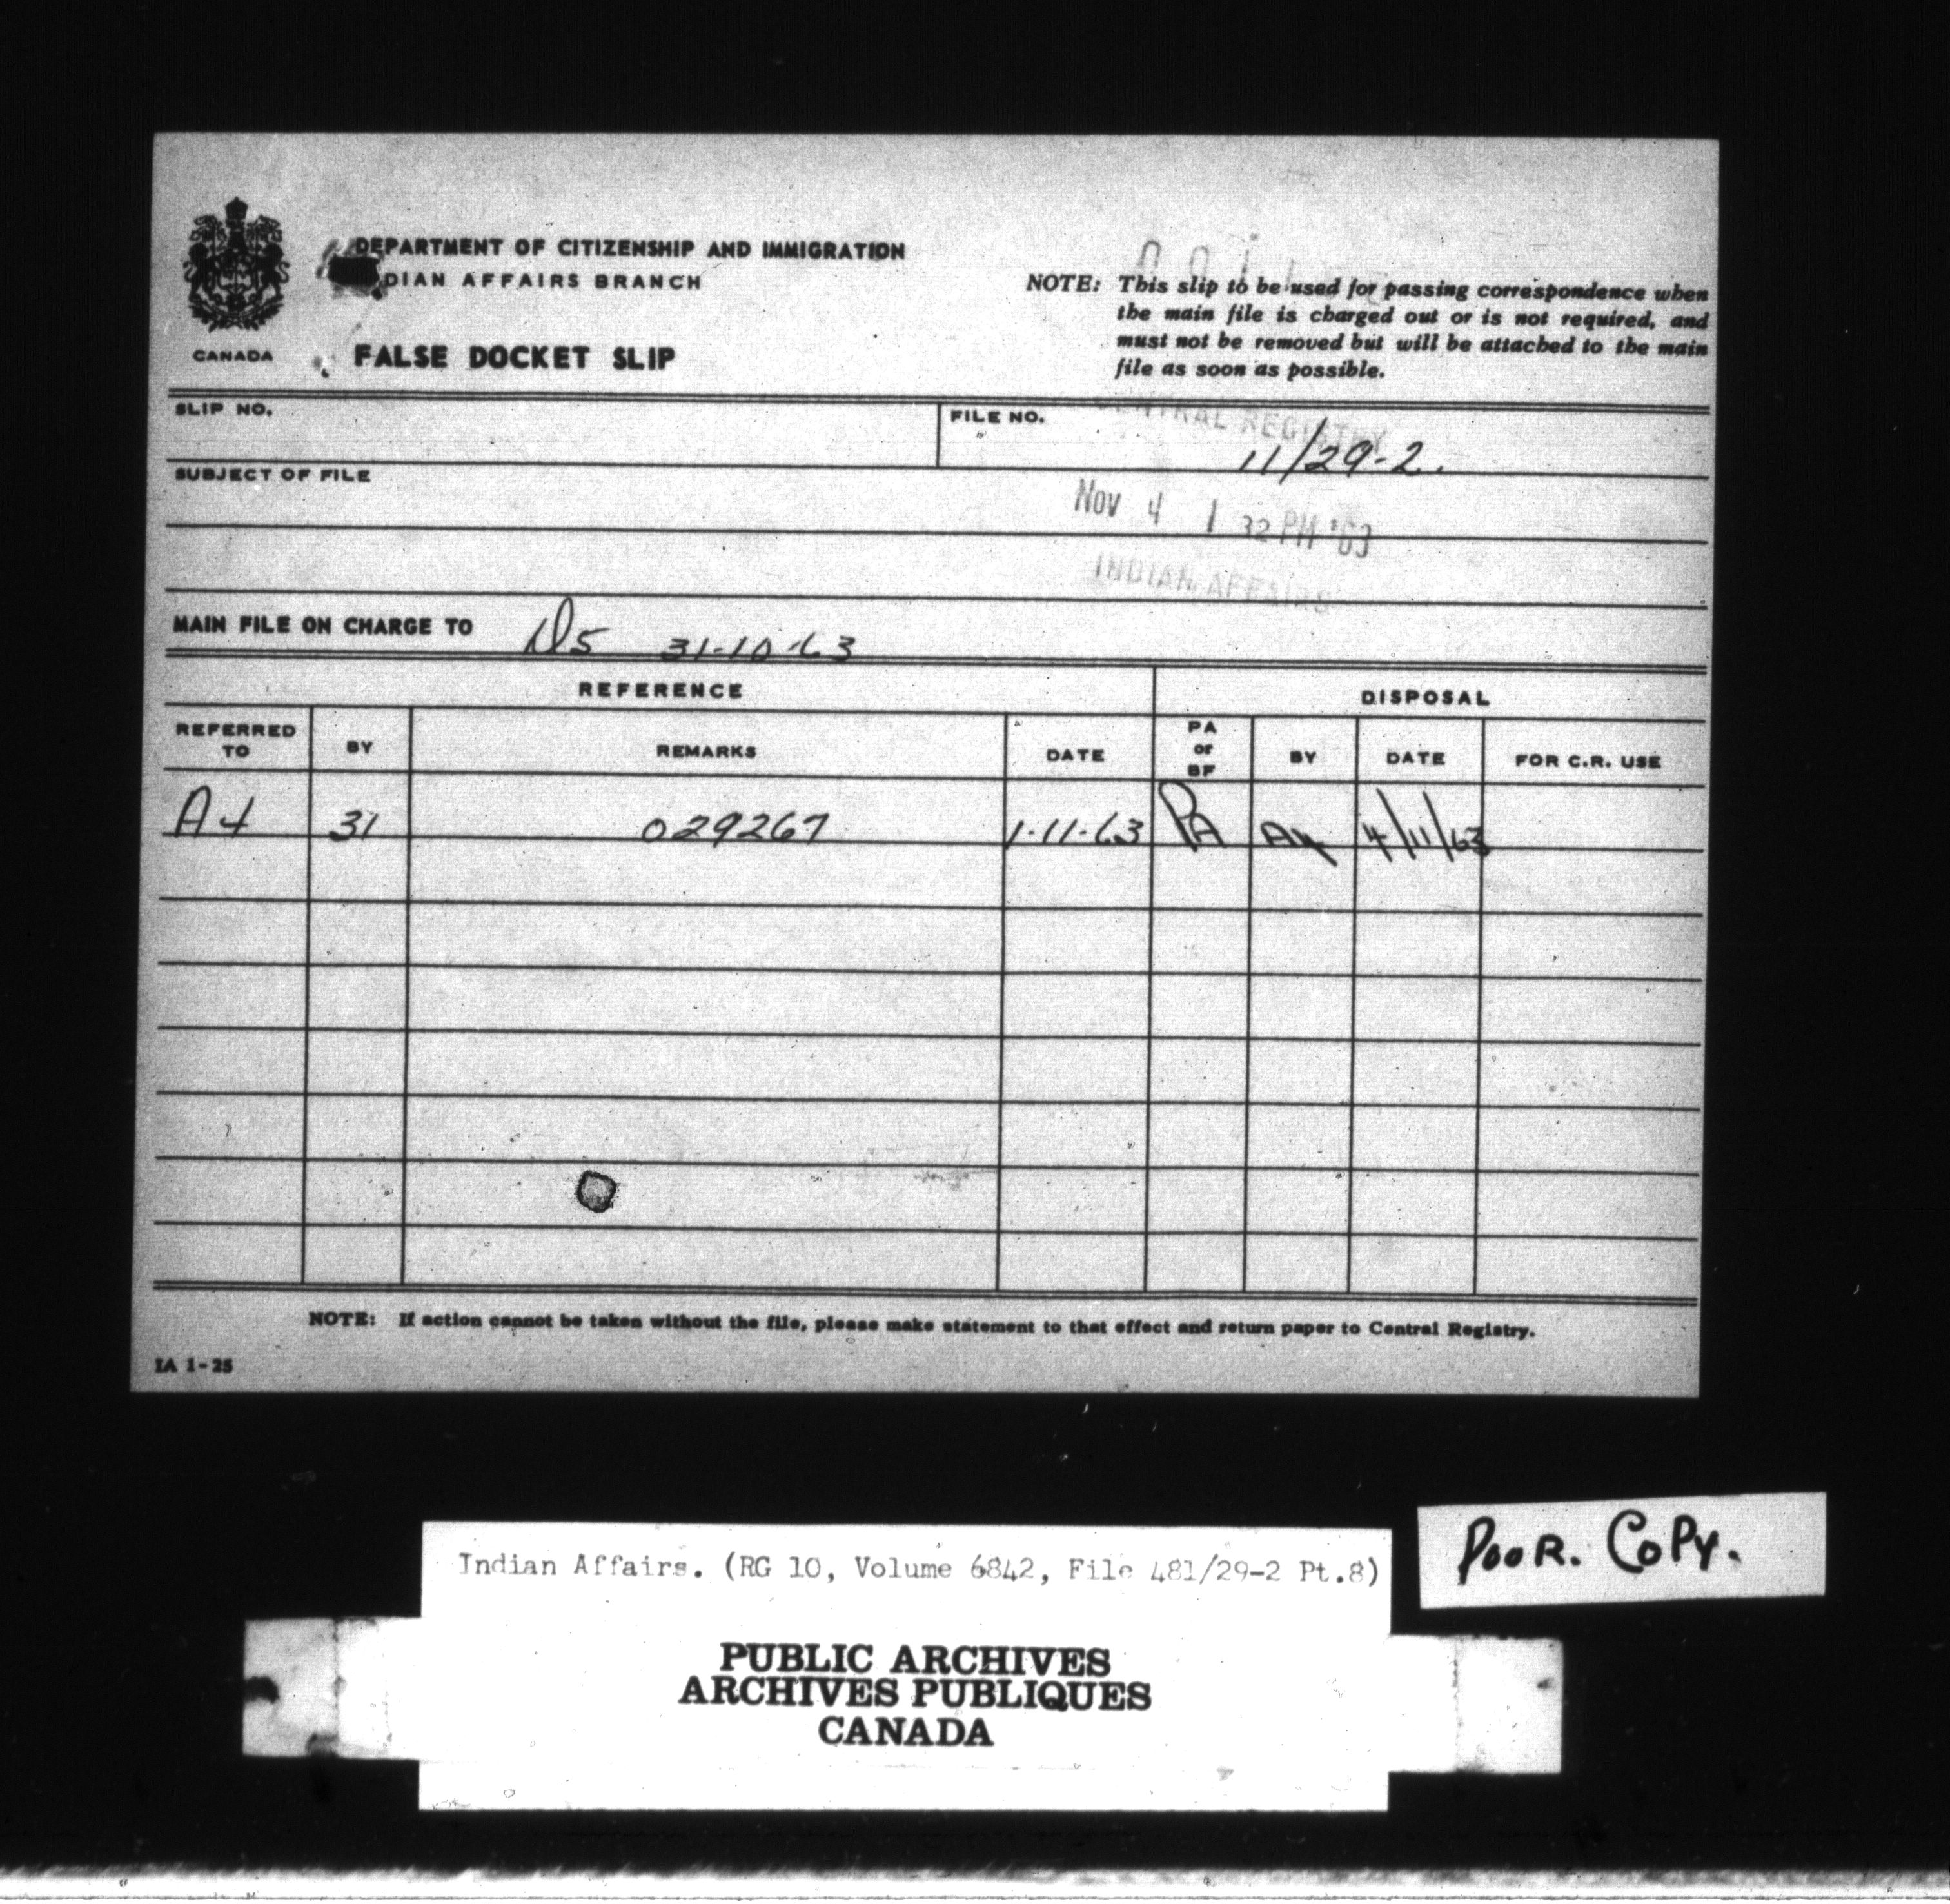 DEPARTMENT OF CITIZENSHIP AND IMMIGRATION
DIAN AFFAIRS BRANCH
CANADA
FALSE DOCKET SLIP
NOTE: This slip to be used for passing correspondence when
the main file is charged out or is not required, and
must not be removed but will be attached to the main
file as soon as possible.
SLIP NO.
FILE NO.
CENTRAL REGISTRY
11/29-2.
SUBJECT OF FILE
Nov 4 1 32 PM '63
INDIAN AFFAIRS
MAIN FILE ON CHARGE TO D5 31-10-63
REFERENCE
DISPOSAL
REFERRED TO
BY
REMARKS
DATE
PA or BF
BY
DATE
FOR C.R. USE
A4 31 029267 1-11-63 PA A4 4/11/63
NOTE: If action cannot be taken without the file, please make statement to that effect and return paper to Central Registry.
IA 1-25
POOR. COPY.
Indian Affairs. (RG 10, Volume 6842, File 481/29-2 Pt.8)
PUBLIC ARCHIVES
ARCHIVES PUBLIQUES
CANADA